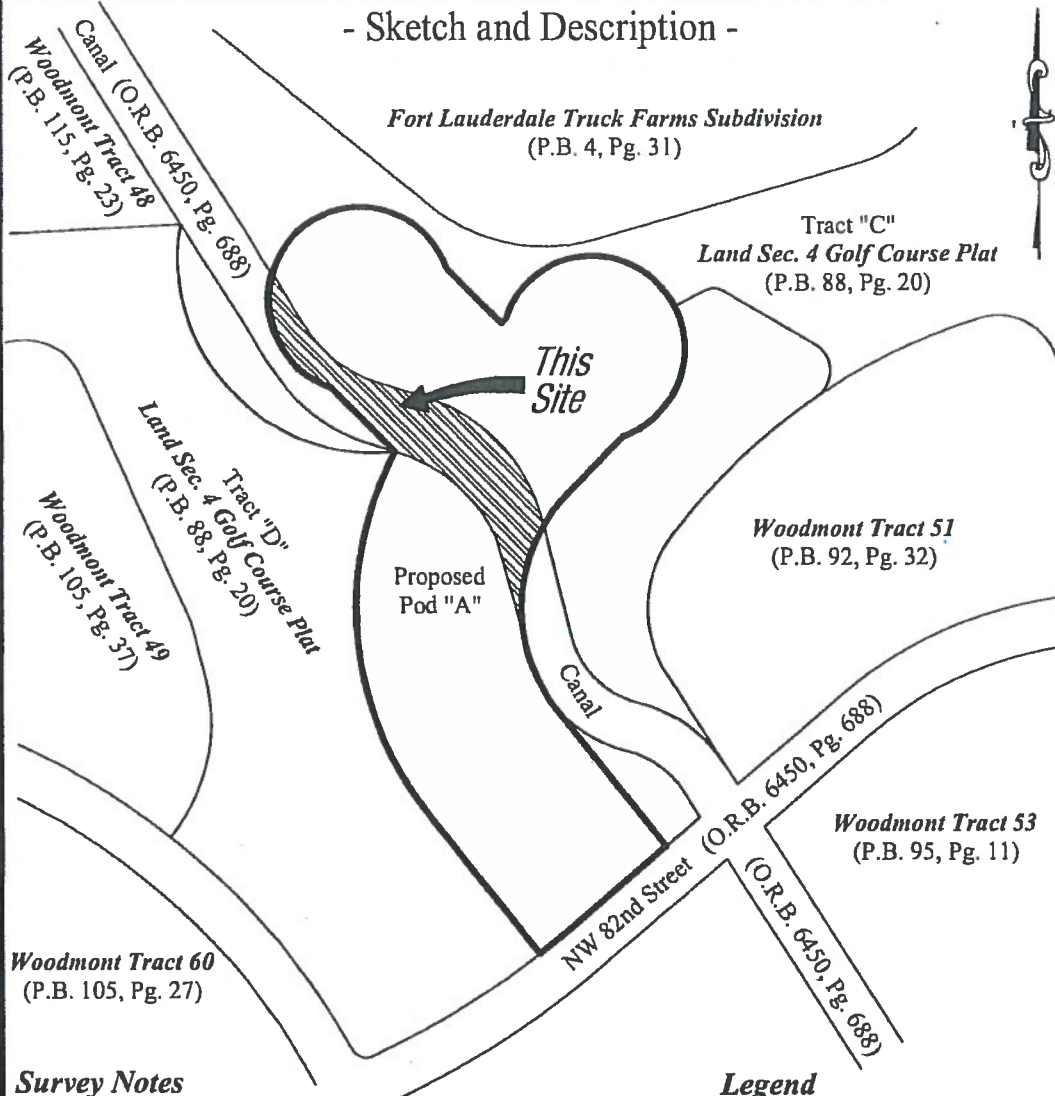 - Sketch and Description -
Canal (O.R.B. 6450, Pg. 688)
Woodmont Tract 48
(P.B. 115, Pg. 23)
Fort Lauderdale Truck Farms Subdivision
(P.B. 4, Pg. 31)
Tract "C"
Land Sec. 4 Golf Course Plat
(P.B. 88, Pg. 20)
This
Site
Tract "D"
Land Sec. 4 Golf Course Plat
(P.B. 88, Pg. 20)
Woodmont Tract 49
(P.B. 105, Pg. 37)
Proposed
Pod "A"
Woodmont Tract 51
(P.B. 92, Pg. 32)
Canal
NW 82nd Street (O.R.B. 6450, Pg. 688)
Woodmont Tract 53
(P.B. 95, Pg. 11)
(O.R.B. 6450, Pg. 688)
Woodmont Tract 60
(P.B. 105, Pg. 27)
Survey Notes
Legend